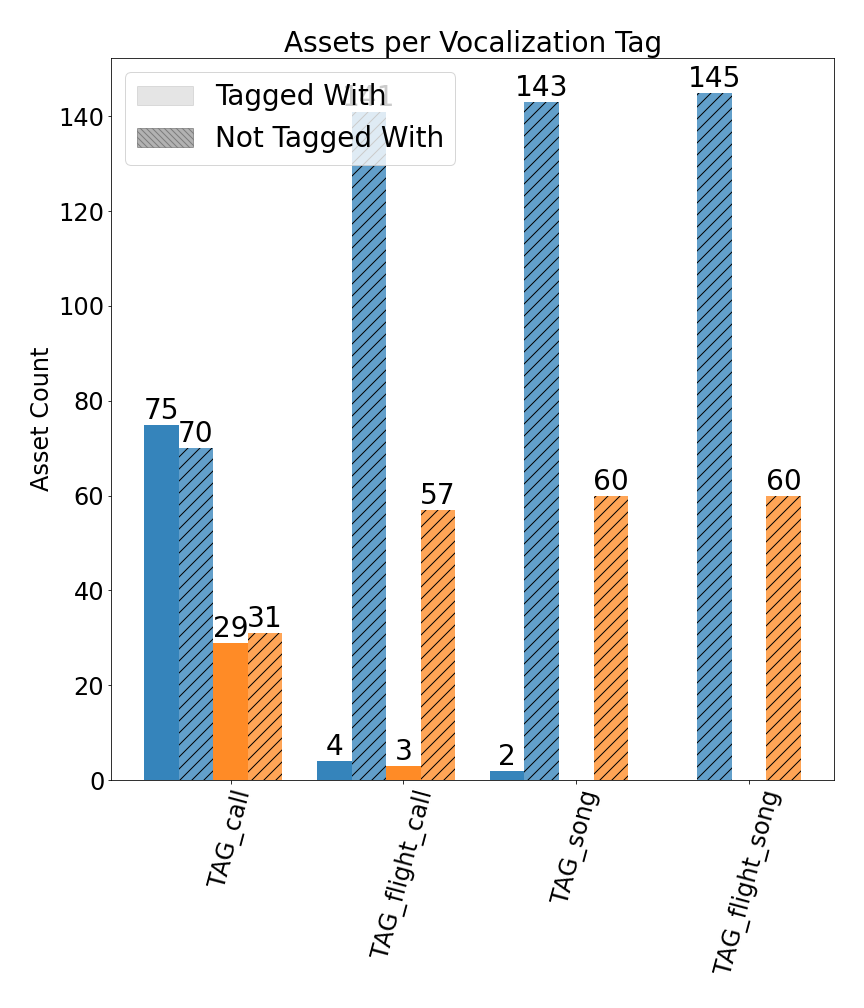 Assets per Vocalization Tag
Tagged With
Not Tagged With
Asset Count
140
120
100
80
60
40
20
0
75
70
29
31
4
141
3
57
2
143
60
145
60
TAG_call
TAG_flight_call
TAG_song
TAG_flight_song